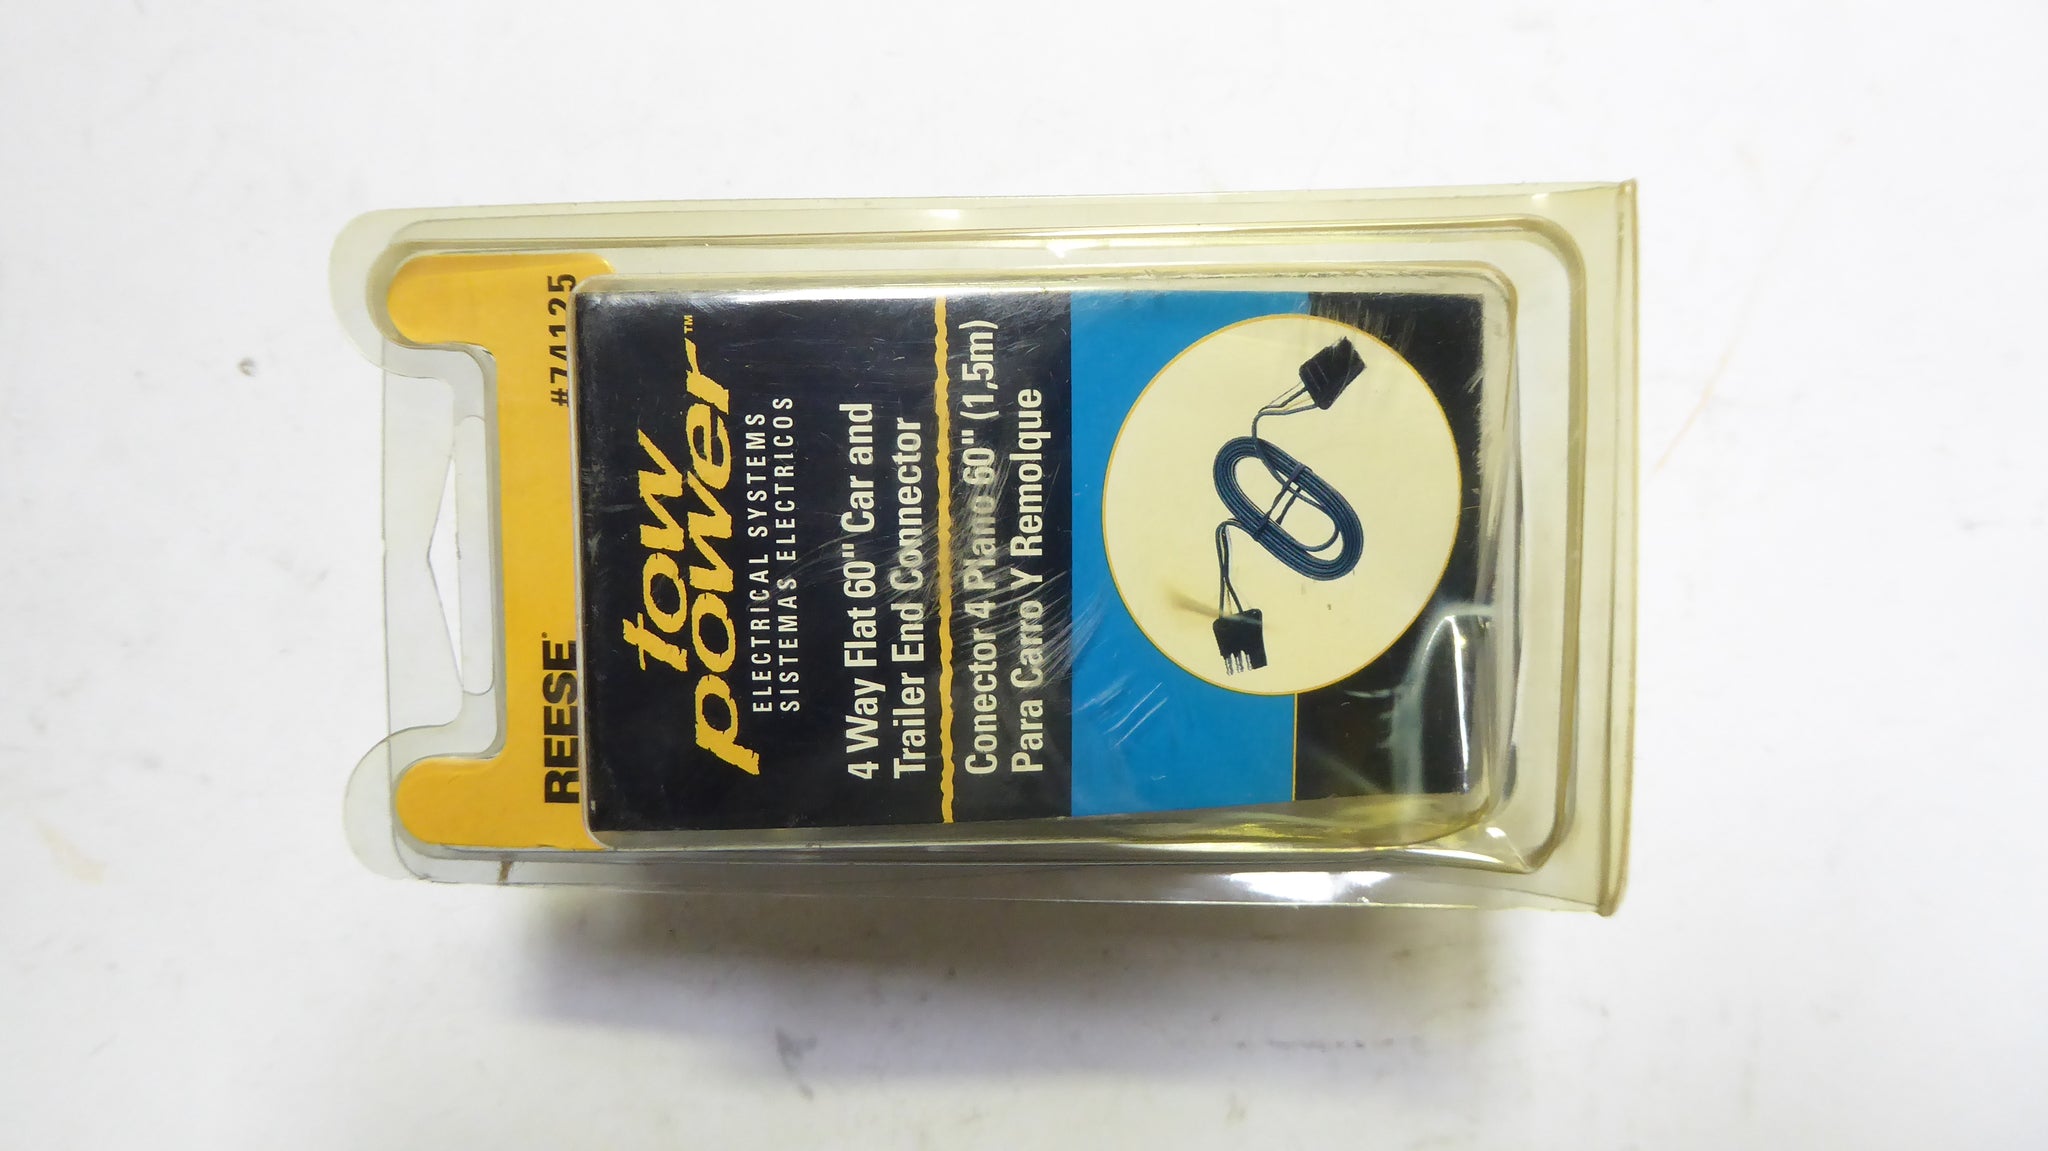 REESE #74125
tow
power™
ELECTRICAL SYSTEMS
SISTEMAS ELECTRICOS
4 Way Flat 60" Car and
Trailer End Connector
Conector 4 Plano 60" (1,5m)
Para Carro Y Remolque